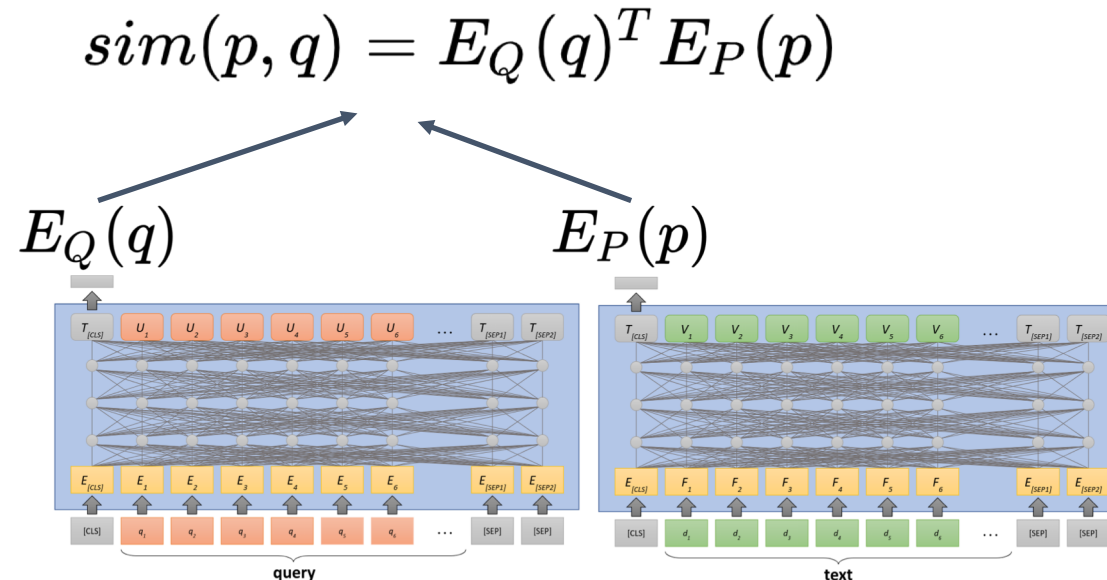 sim(p, q) = E_Q(q)^T E_P(p)
E_Q(q) E_P(p)
T_[CLS] U_1 U_2 U_3 U_4 U_5 U_6 ... T_[SEP1] T_[SEP2] T_[CLS] V_1 V_2 V_3 V_4 V_5 V_6 ... T_[SEP1] T_[SEP2]
E_[CLS] E_1 E_2 E_3 E_4 E_5 E_6 E_[SEP1] E_[SEP2] E_[CLS] F_1 F_2 F_3 F_4 F_5 F_6 E_[SEP1] E_[SEP2]
[CLS] q_1 q_2 q_3 q_4 q_5 q_6 ... [SEP] [SEP] [CLS] d_1 d_2 d_3 d_4 d_5 d_6 ... [SEP] [SEP]
query text